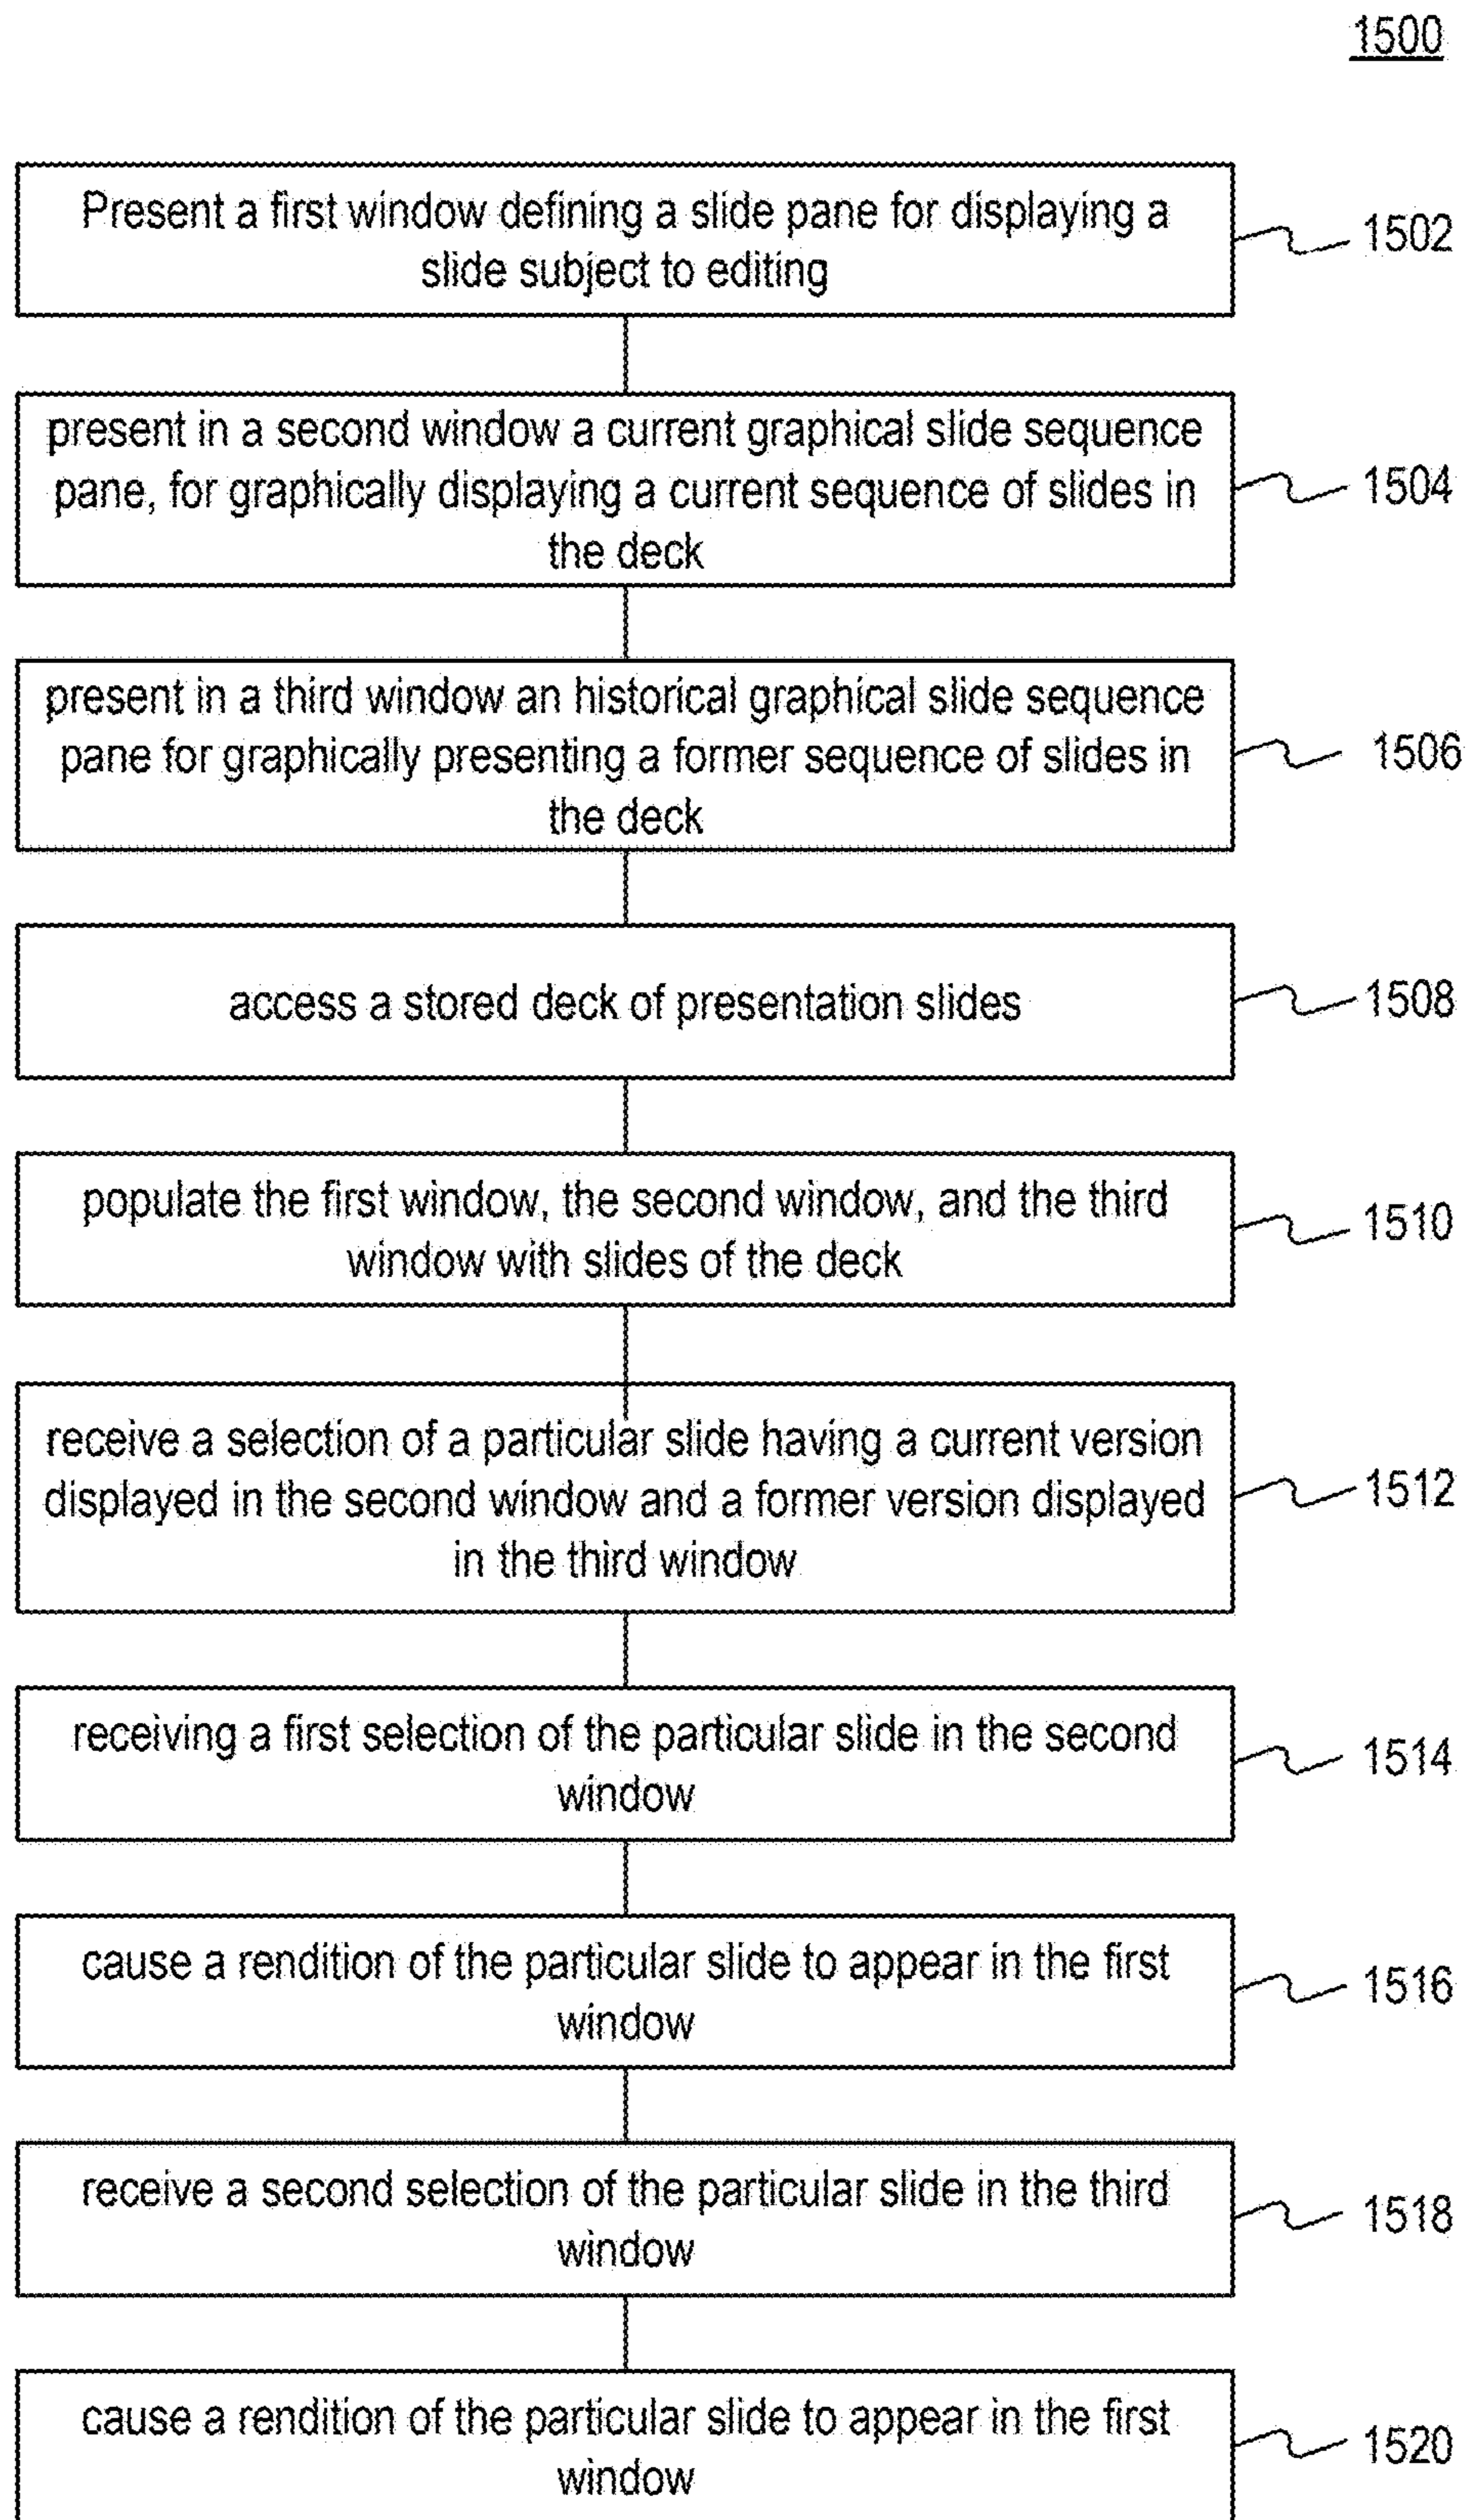 1500
Present a first window defining a slide pane for displaying a
slide subject to editing
1502
present in a second window a current graphical slide sequence
pane, for graphically displaying a current sequence of slides in
the deck
1504
present in a third window an historical graphical slide sequence
pane for graphically presenting a former sequence of slides in
the deck
1506
access a stored deck of presentation slides
1508
populate the first window, the second window, and the third
window with slides of the deck
1510
receive a selection of a particular slide having a current version
displayed in the second window and a former version displayed
in the third window
1512
receiving a first selection of the particular slide in the second
window
1514
cause a rendition of the particular slide to appear in the first
window
1516
receive a second selection of the particular slide in the third
window
1518
cause a rendition of the particular slide to appear in the first
window
1520